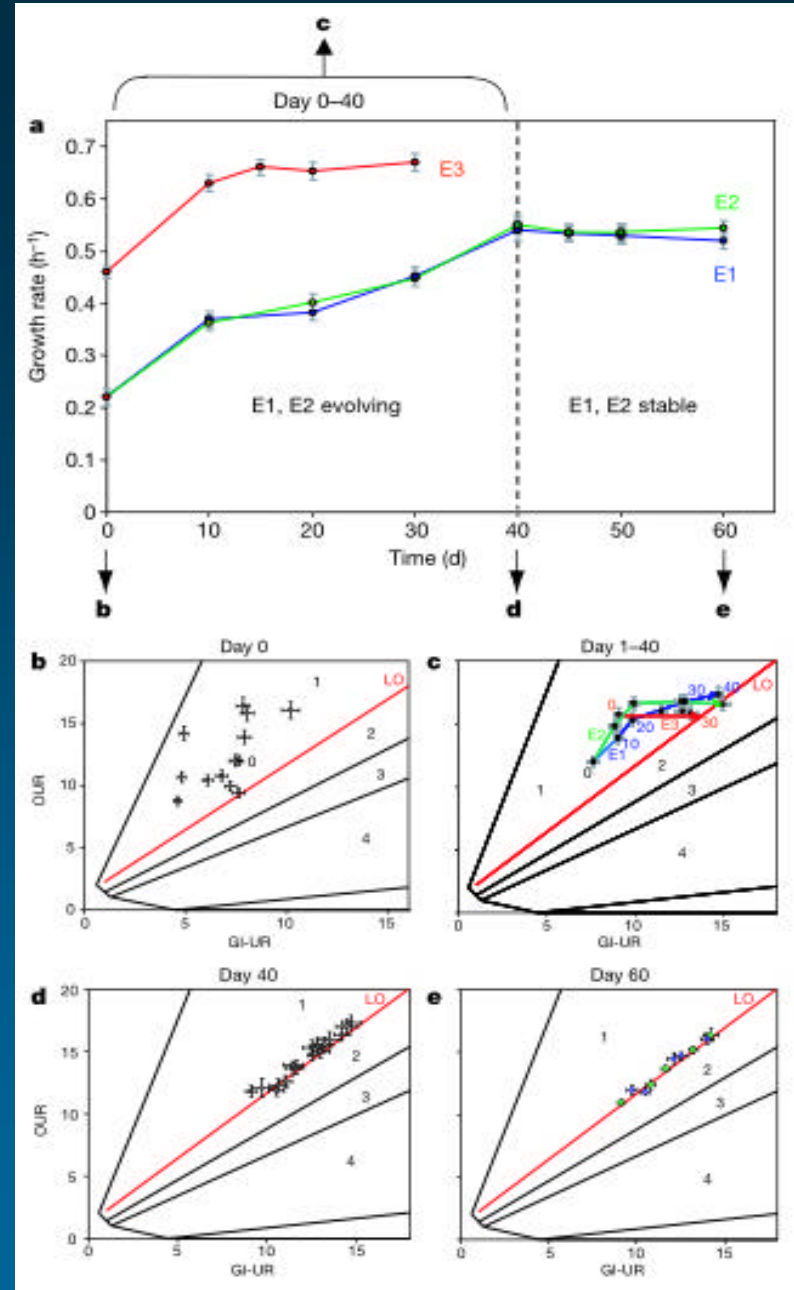 c
Day 0–40
a
0.7
0.6
0.5
0.4
0.3
0.2
0.1
0
Growth rate (h⁻¹)
E3
E2
E1
E1, E2 evolving
E1, E2 stable
0 10 20 30 40 50 60
Time (d)
b d e
b Day 0
20
15
10
5
0
OUR
1
LO
2
3
4
0
0 5 10 15
Gl-UR
c Day 1–40
0
30
40
LO
E2
E3
30
20
10
E1
0
1
2
3
4
0 5 10 15
Gl-UR
d Day 40
20
15
10
5
0
OUR
1
LO
2
3
4
0 5 10 15
Gl-UR
e Day 60
LO
1
2
3
4
0 5 10 15
Gl-UR